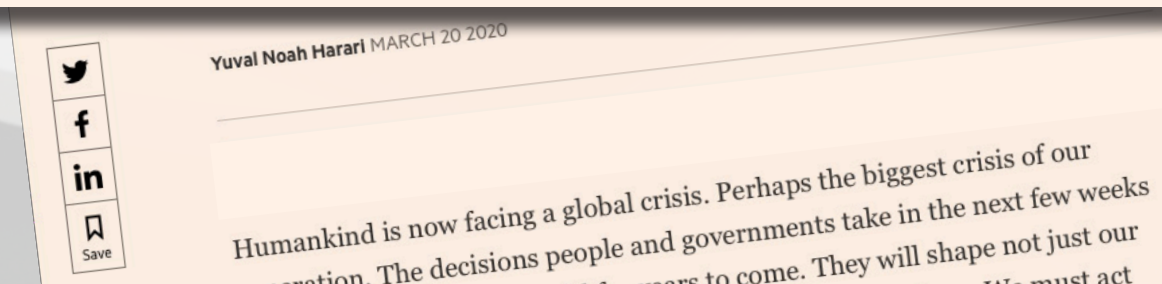 Yuval Noah Harari MARCH 20 2020
Save
Humankind is now facing a global crisis. Perhaps the biggest crisis of our
The decisions people and governments take in the next few weeks
to come. They will shape not just our
must act